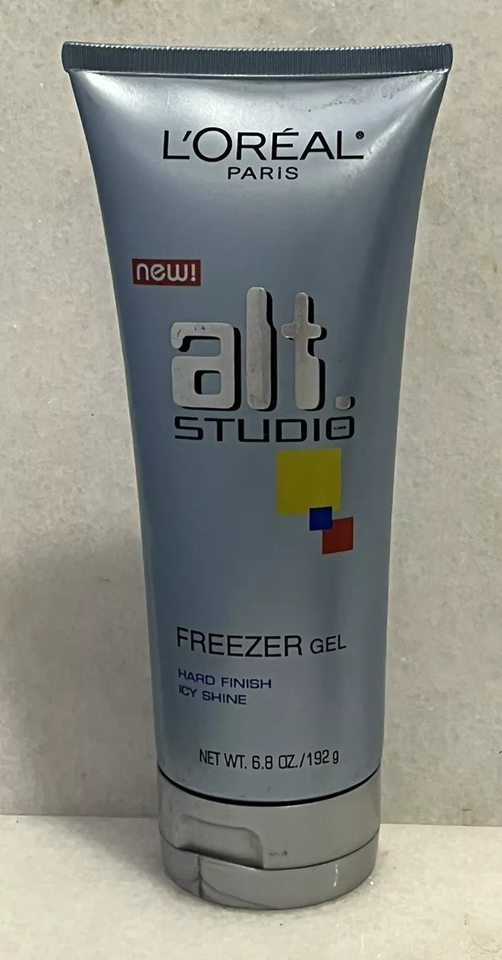 L'ORÉAL®
PARIS
new!
alt.
STUDIO
FREEZER GEL
HARD FINISH
ICY SHINE
NET WT. 6.8 OZ./192 g